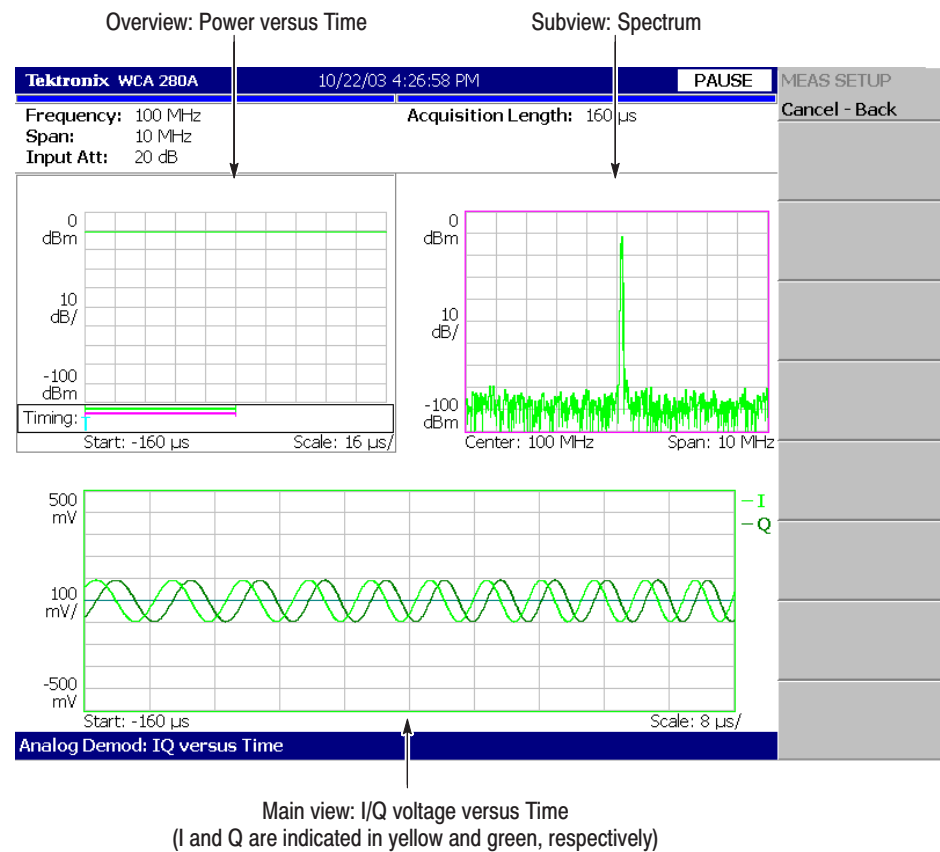 Overview: Power versus Time
Subview: Spectrum
Tektronix WCA 280A 10/22/03 4:26:58 PM PAUSE
MEAS SETUP
Cancel - Back
Frequency: 100 MHz
Acquisition Length: 160 µs
Span: 10 MHz
Input Att: 20 dB
0
dBm
10
dB/
-100
dBm
Timing:
T
Start: -160 µs
Scale: 16 µs/
0
dBm
10
dB/
-100
dBm
Center: 100 MHz
Span: 10 MHz
500
mV
100
mV/
-500
mV
I
Q
Start: -160 µs
Scale: 8 µs/
Analog Demod: IQ versus Time
Main view: I/Q voltage versus Time
(I and Q are indicated in yellow and green, respectively)